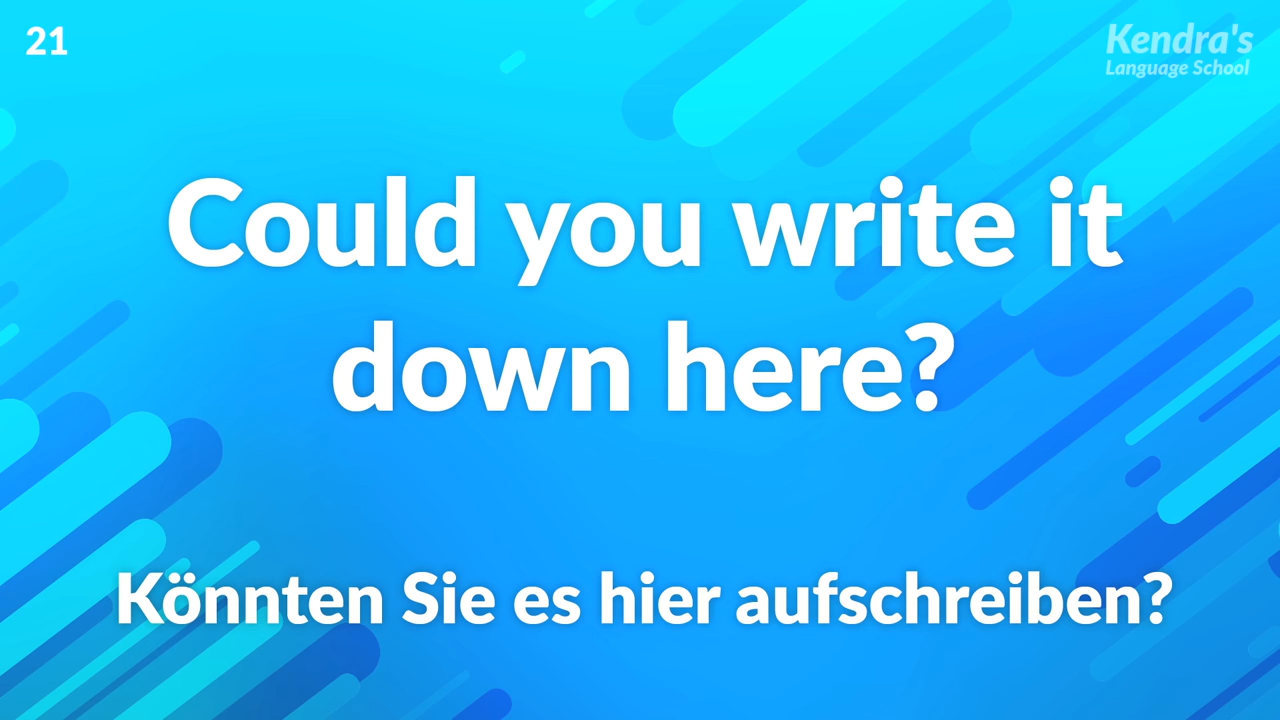 21
Kendra's
Language School
Could you write it
down here?
Könnten Sie es hier aufschreiben?